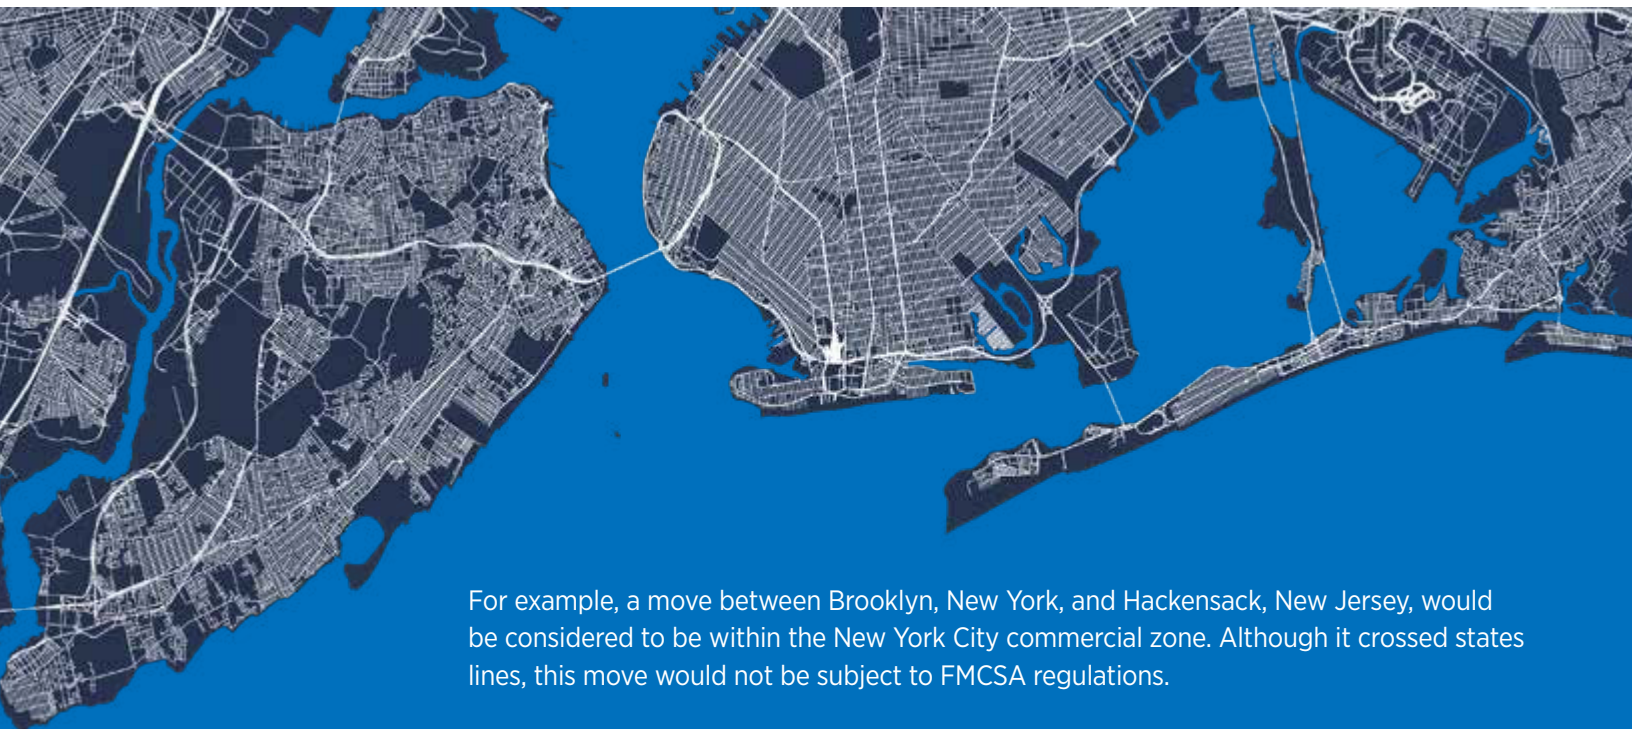 For example, a move between Brooklyn, New York, and Hackensack, New Jersey, would
be considered to be within the New York City commercial zone. Although it crossed states
lines, this move would not be subject to FMCSA regulations.